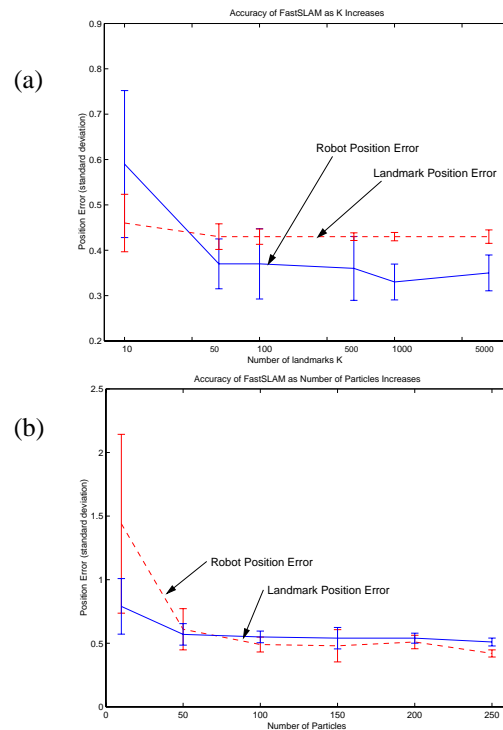 (a)
Accuracy of FastSLAM as K Increases
0.9
0.8
0.7
0.6
0.5
0.4
0.3
0.2
Position Error (standard deviation)
Robot Position Error
Landmark Position Error
10 50 100 500 1000 5000
Number of landmarks K
(b)
Accuracy of FastSLAM as Number of Particles Increases
2.5
2
1.5
1
0.5
0
Position Error (standard deviation)
Robot Position Error
Landmark Position Error
0 50 100 150 200 250
Number of Particles